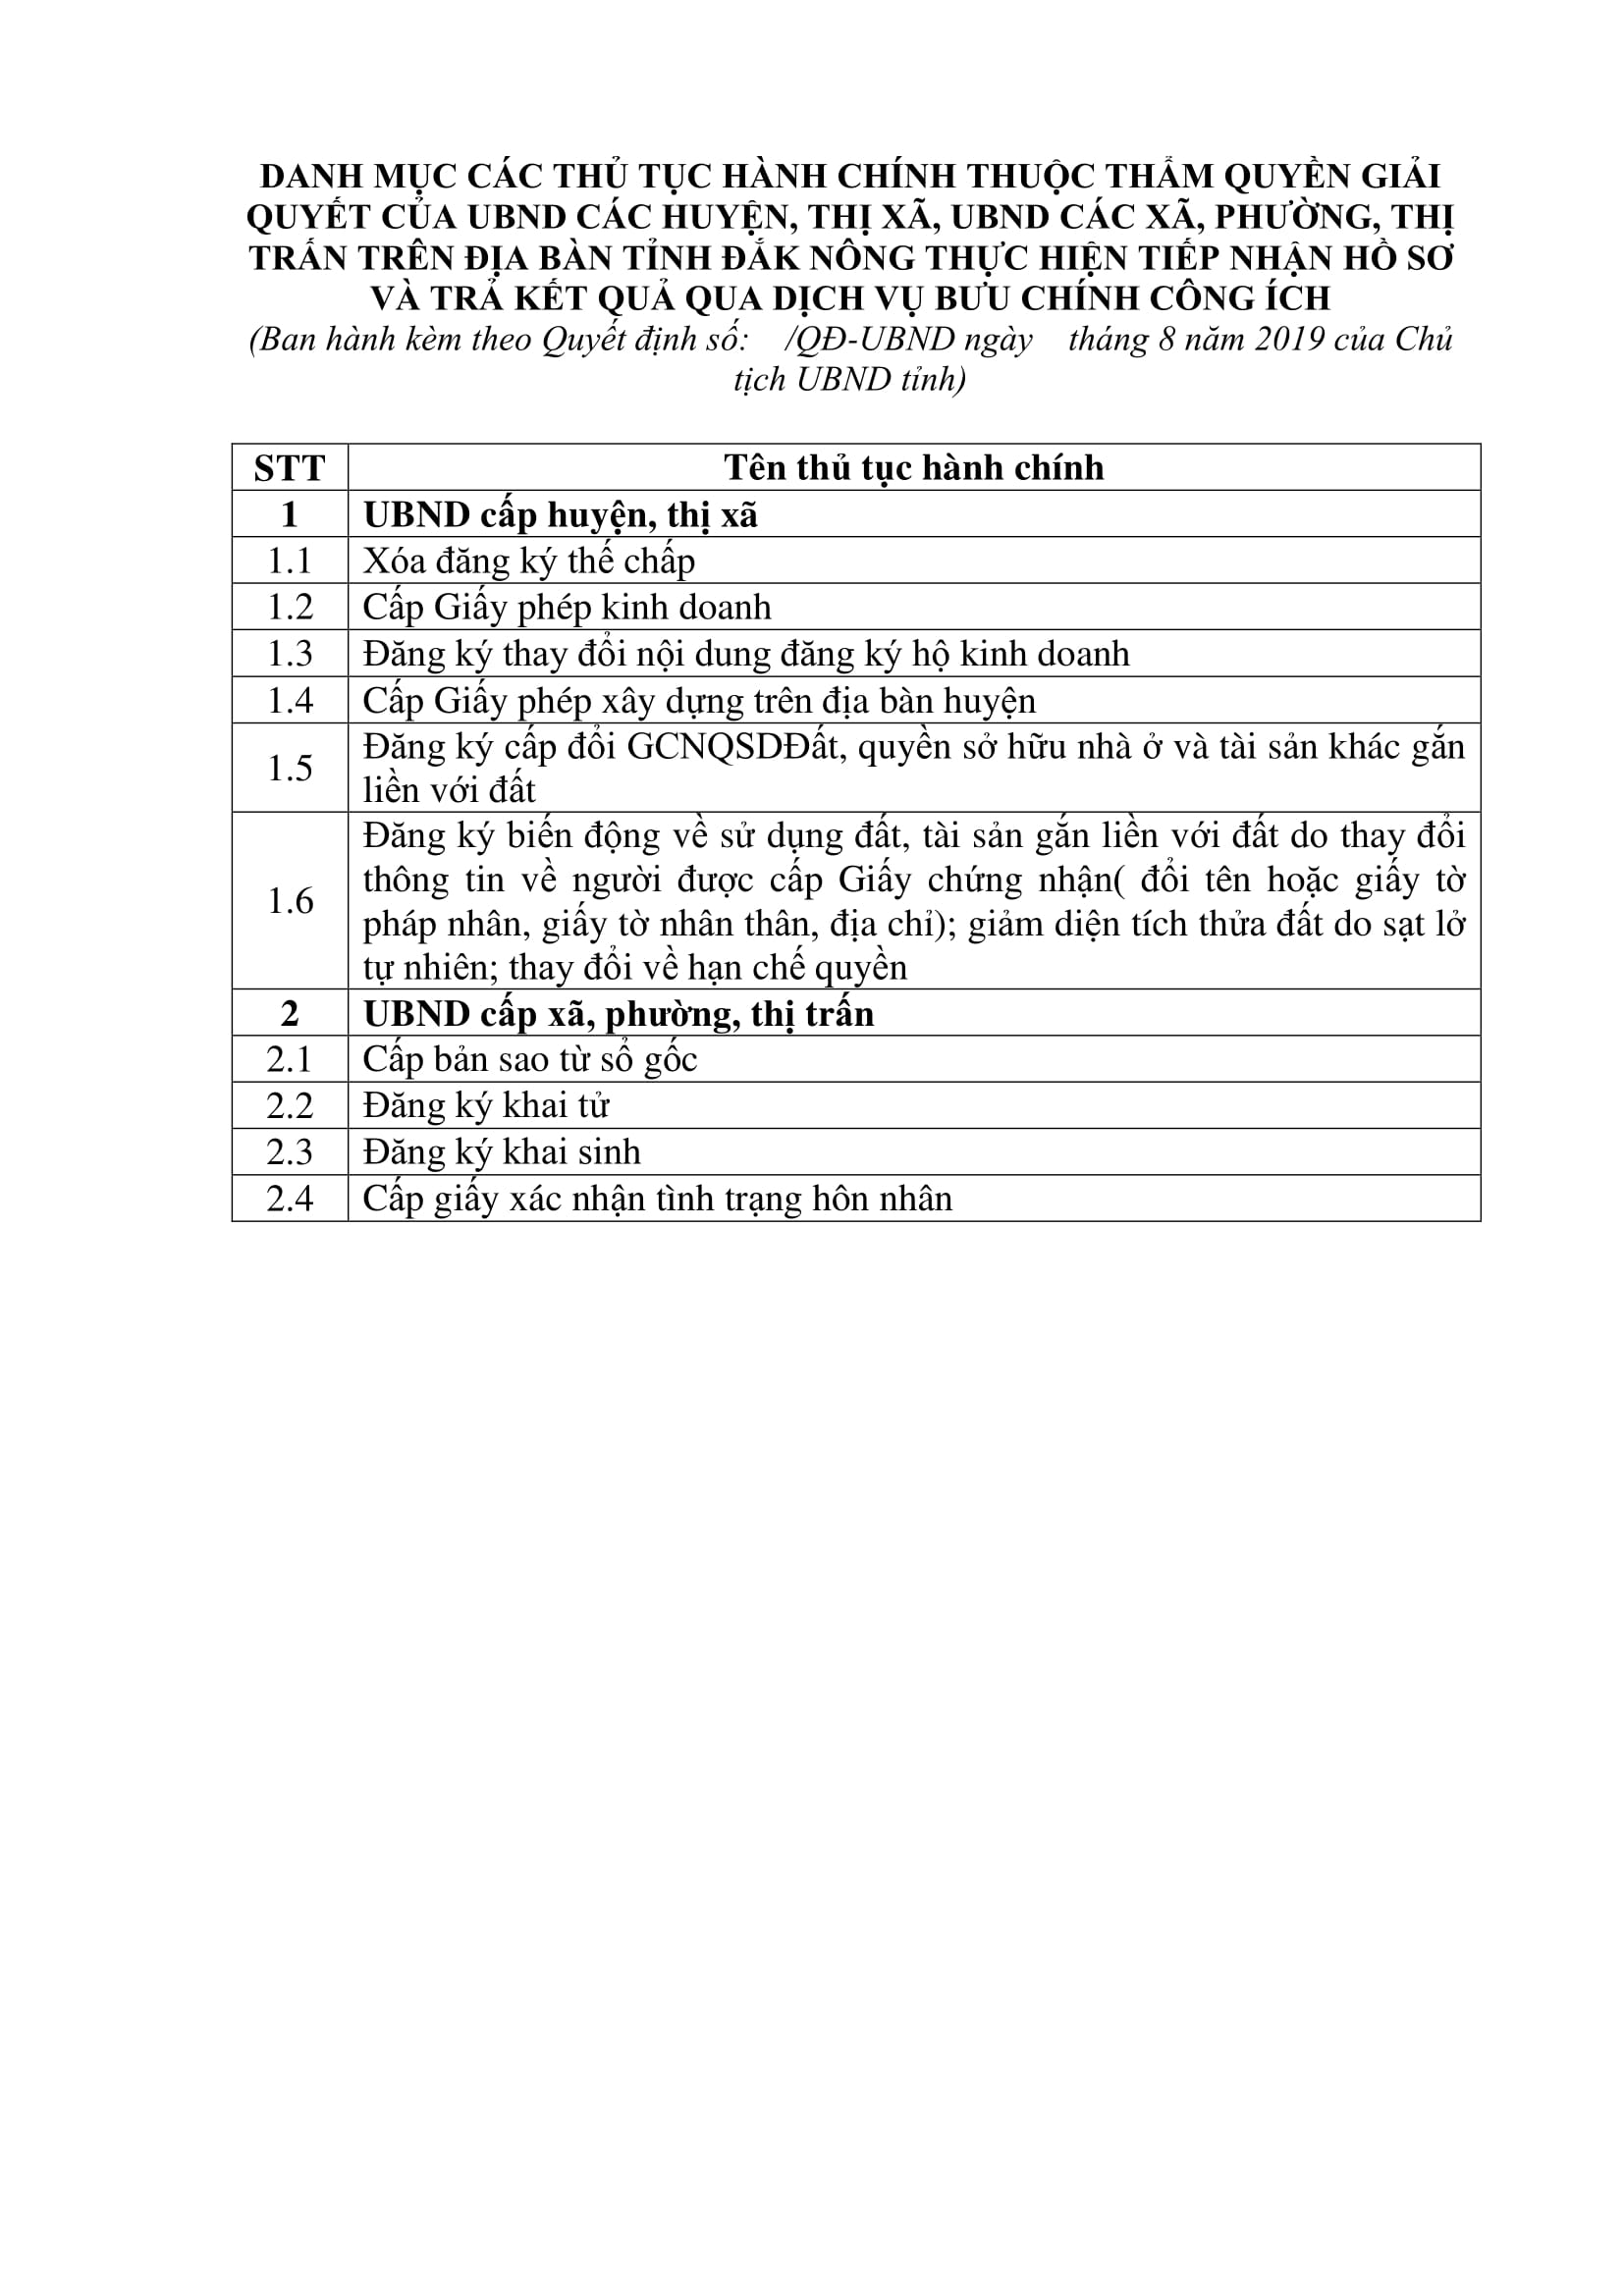 DANH MỤC CÁC THỦ TỤC HÀNH CHÍNH THUỘC THẨM QUYỀN GIẢI
QUYẾT CỦA UBND CÁC HUYỆN, THỊ XÃ, UBND CÁC XÃ, PHƯỜNG, THỊ
TRẤN TRÊN ĐỊA BÀN TỈNH ĐẮK NÔNG THỰC HIỆN TIẾP NHẬN HỒ SƠ
VÀ TRẢ KẾT QUẢ QUA DỊCH VỤ BƯU CHÍNH CÔNG ÍCH
(Ban hành kèm theo Quyết định số: /QĐ-UBND ngày tháng 8 năm 2019 của Chủ
tịch UBND tỉnh)
STT Tên thủ tục hành chính
1 UBND cấp huyện, thị xã
1.1 Xóa đăng ký thế chấp
1.2 Cấp Giấy phép kinh doanh
1.3 Đăng ký thay đổi nội dung đăng ký hộ kinh doanh
1.4 Cấp Giấy phép xây dựng trên địa bàn huyện
1.5 Đăng ký cấp đổi GCNQSDĐất, quyền sở hữu nhà ở và tài sản khác gắn
liền với đất
1.6 Đăng ký biến động về sử dụng đất, tài sản gắn liền với đất do thay đổi
thông tin về người được cấp Giấy chứng nhận( đổi tên hoặc giấy tờ
pháp nhân, giấy tờ nhân thân, địa chỉ); giảm diện tích thửa đất do sạt lở
tự nhiên; thay đổi về hạn chế quyền
2 UBND cấp xã, phường, thị trấn
2.1 Cấp bản sao từ sổ gốc
2.2 Đăng ký khai tử
2.3 Đăng ký khai sinh
2.4 Cấp giấy xác nhận tình trạng hôn nhân